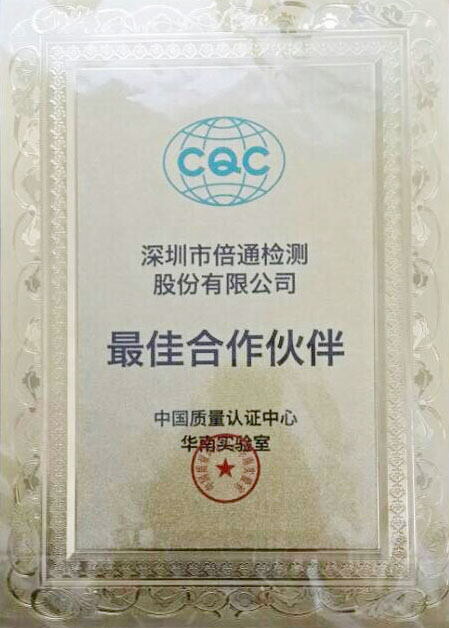 CQC
深圳市倍通检测
股份有限公司
最佳合作伙伴
中国质量认证中心
华南实验室